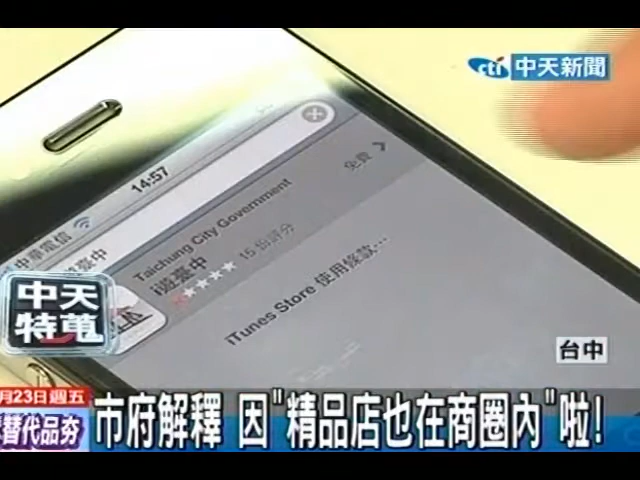 cti 中天新聞
14:57
中華電信
免費
Taichung City Government
i遊臺中
15 份評分
iTunes Store 使用條款…
中天
特蒐
台中
月23日週五
替代品夯
市府解釋 因"精品店也在商圈內"啦!